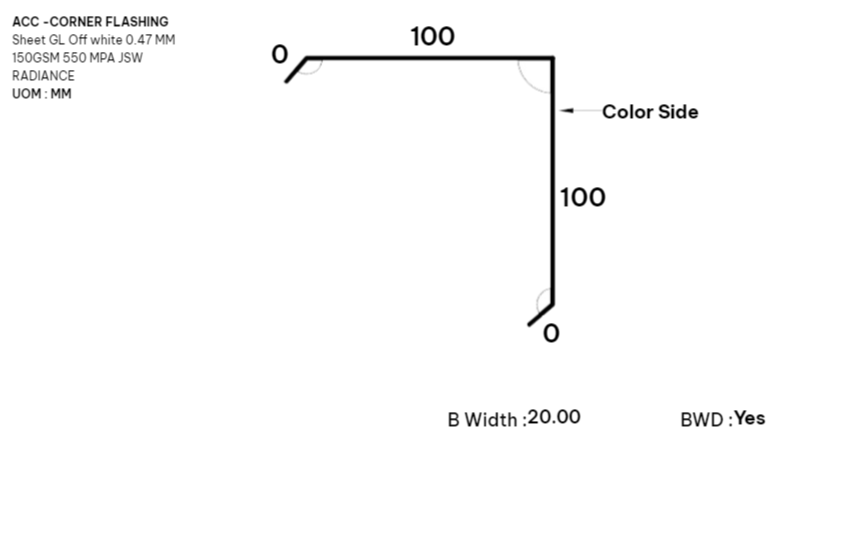 ACC -CORNER FLASHING
Sheet GL Off white 0.47 MM
150GSM 550 MPA JSW
RADIANCE
UOM : MM
0
100
Color Side
100
0
B Width :20.00
BWD :Yes